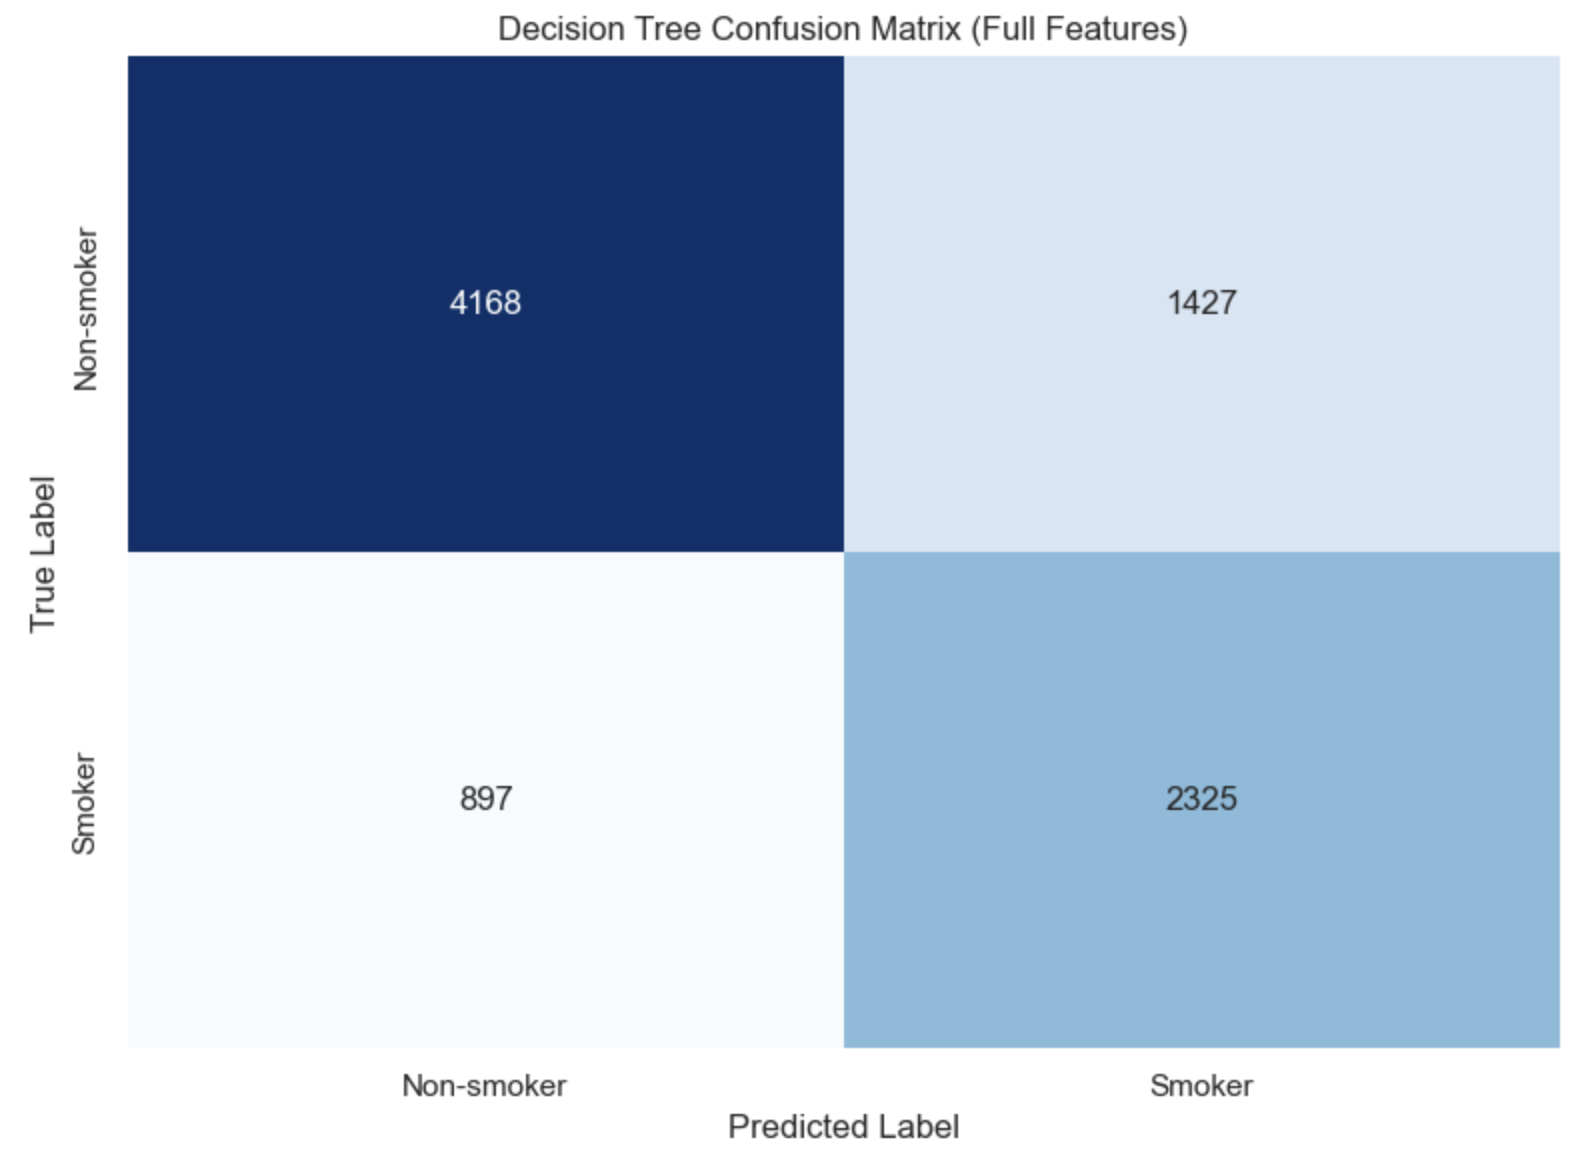 Decision Tree Confusion Matrix (Full Features)
True Label
Non-smoker
4168
1427
Smoker
897
2325
Non-smoker
Smoker
Predicted Label